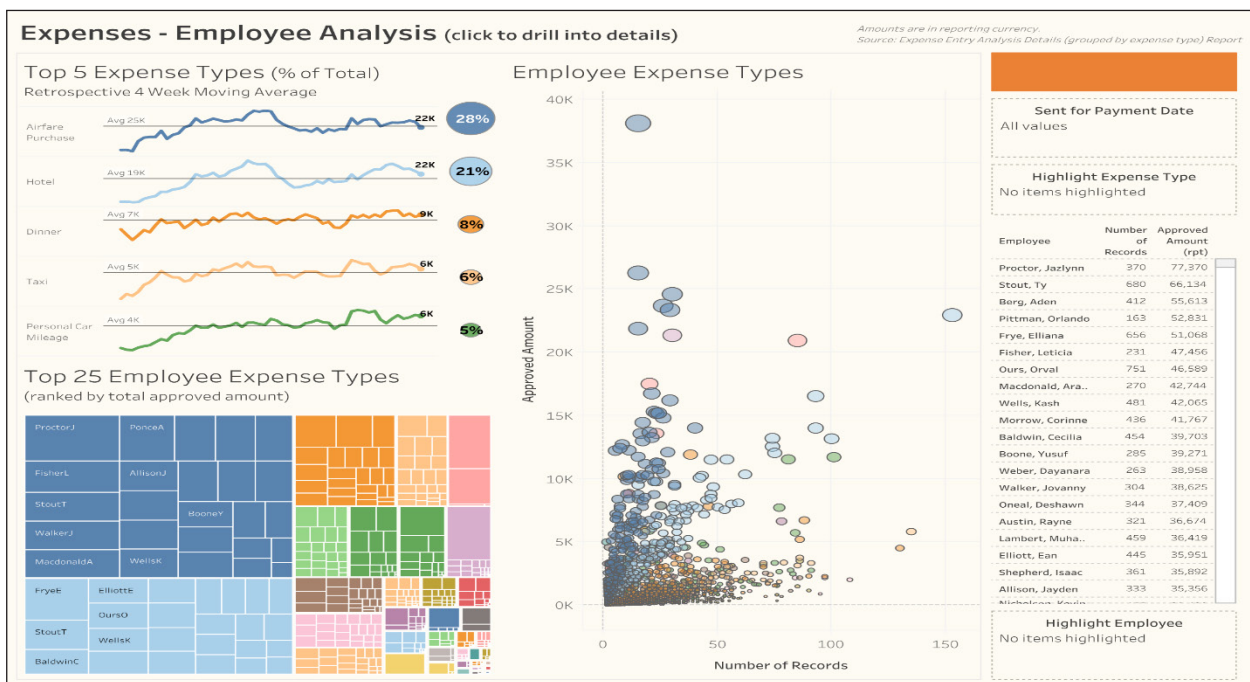 Expenses - Employee Analysis (click to drill into details)
Amounts are in reporting currency.
Source: Expense Entry Analysis Details (grouped by expense type) Report
Top 5 Expense Types (% of Total)
Retrospective 4 Week Moving Average
Airfare Purchase
Avg 25K
22K
28%
Hotel
Avg 19K
22K
21%
Dinner
Avg 7K
9K
8%
Taxi
Avg 5K
6K
6%
Personal Car Mileage
Avg 4K
6K
5%
Top 25 Employee Expense Types
(ranked by total approved amount)
ProctorJ
PonceA
FisherL
AllisonJ
StoutT
BooneY
WalkerJ
MacdonaldA
WellsK
FryeE
ElliottE
OursO
StoutT
WellsK
BaldwinC
Employee Expense Types
Approved Amount
40K
35K
30K
25K
20K
15K
10K
5K
0K
0
50
100
150
Number of Records
Sent for Payment Date
All values
Highlight Expense Type
No items highlighted
Employee
Number of Records
Approved Amount (rpt)
Proctor, Jazlynn 370 77,370
Stout, Ty 680 66,134
Berg, Aden 412 55,613
Pittman, Orlando 163 52,831
Frye, Elliana 656 51,068
Fisher, Leticia 231 47,456
Ours, Orval 751 46,589
Macdonald, Ara.. 270 42,744
Wells, Kash 481 42,065
Morrow, Corinne 436 41,767
Baldwin, Cecilia 454 39,703
Boone, Yusuf 285 39,271
Weber, Dayanara 263 38,958
Walker, Jovanny 304 38,625
Oneal, Deshawn 344 37,409
Austin, Rayne 321 36,674
Lambert, Muha.. 459 36,419
Elliott, Ean 445 35,951
Shepherd, Isaac 361 35,892
Allison, Jayden 333 35,356
Highlight Employee
No items highlighted